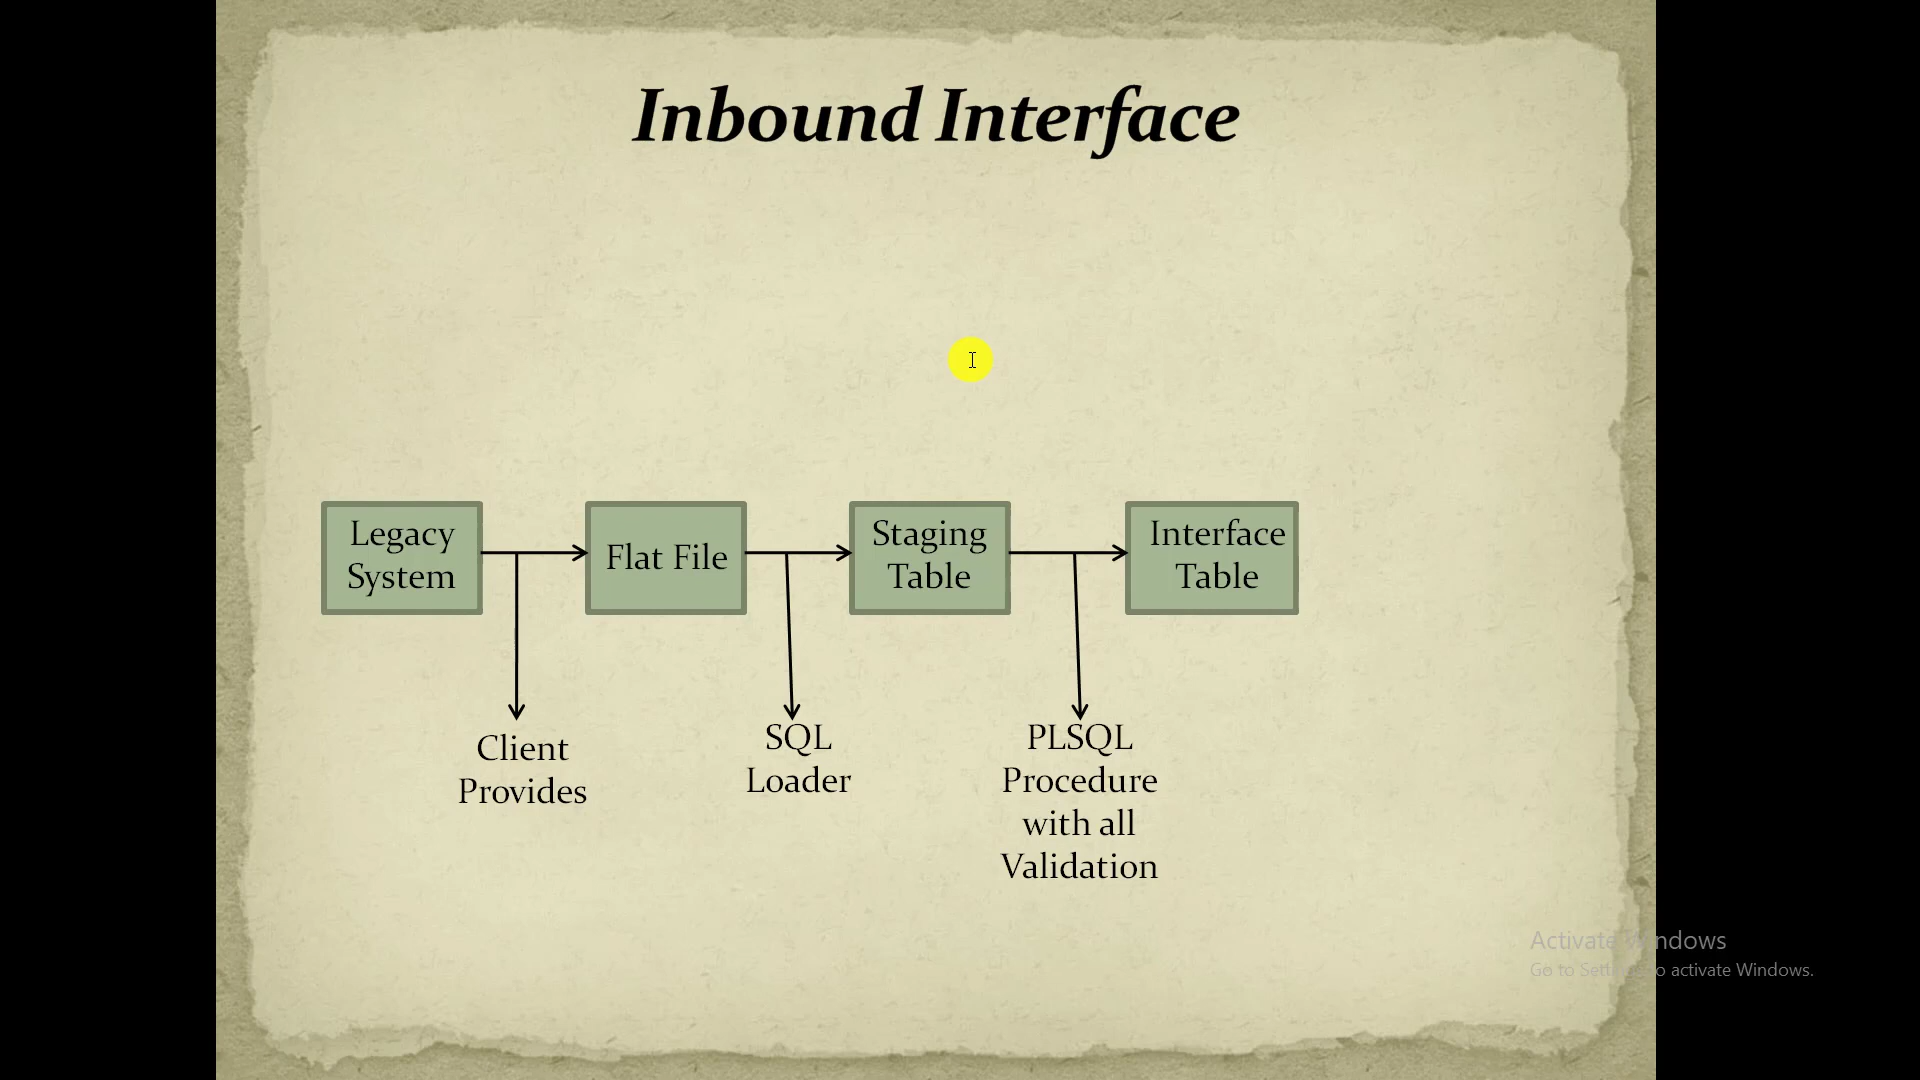 Inbound Interface
Legacy
System
Flat File
Staging
Table
Interface
Table
Client
Provides
SQL
Loader
PLSQL
Procedure
with all
Validation
Activate Windows
Go to Settings to activate Windows.